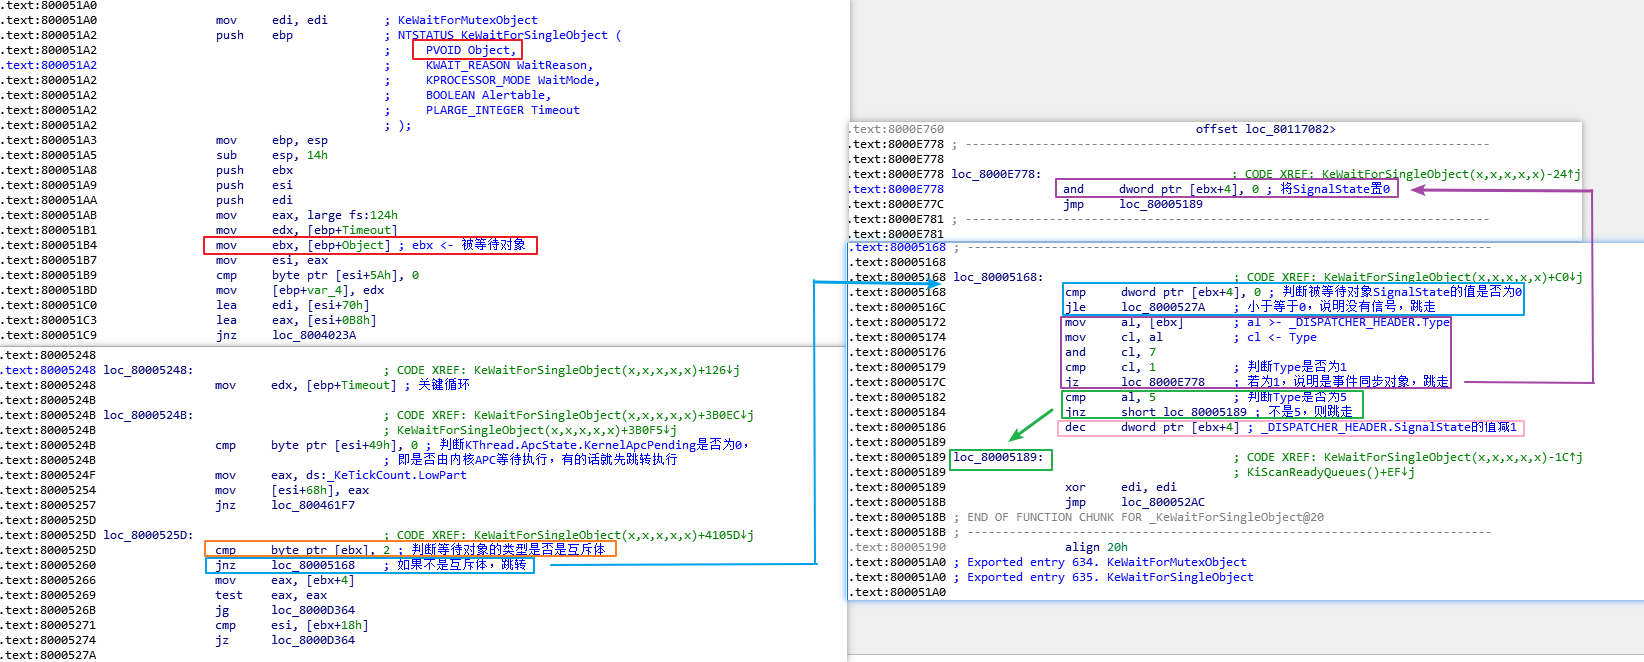 .text:800051A0
.text:800051A0 mov edi, edi ; KeWaitForMutexObject
.text:800051A2 push ebp ; NTSTATUS KeWaitForSingleObject (
.text:800051A2 ; PVOID Object,
.text:800051A2 ; KWAIT_REASON WaitReason,
.text:800051A2 ; KPROCESSOR_MODE WaitMode,
.text:800051A2 ; BOOLEAN Alertable,
.text:800051A2 ; PLARGE_INTEGER Timeout
.text:800051A2 ; );
.text:800051A3 mov ebp, esp
.text:800051A5 sub esp, 14h
.text:800051A8 push ebx
.text:800051A9 push esi
.text:800051AA push edi
.text:800051AB mov eax, large fs:124h
.text:800051B1 mov edx, [ebp+Timeout]
.text:800051B4 mov ebx, [ebp+Object] ; ebx <- 被等待对象
.text:800051B7 mov esi, eax
.text:800051B9 cmp byte ptr [esi+5Ah], 0
.text:800051BD mov [ebp+var_4], edx
.text:800051C0 lea edi, [esi+70h]
.text:800051C3 lea eax, [esi+0B8h]
.text:800051C9 jnz loc_8004023A
.text:80005248
.text:80005248 loc_80005248: ; CODE XREF: KeWaitForSingleObject(x,x,x,x,x)+126↓j
.text:80005248 mov edx, [ebp+Timeout] ; 关键循环
.text:8000524B
.text:8000524B loc_8000524B: ; CODE XREF: KeWaitForSingleObject(x,x,x,x,x)+3B0EC↓j
.text:8000524B ; KeWaitForSingleObject(x,x,x,x,x)+3B0F5↓j
.text:8000524B cmp byte ptr [esi+49h], 0 ; 判断KThread.ApcState.KernelApcPending是否为0,
.text:8000524B ; 即是否由内核APC等待执行，有的话就先跳转执行
.text:8000524F mov eax, ds:_KeTickCount.LowPart
.text:80005254 mov [esi+68h], eax
.text:80005257 jnz loc_800461F7
.text:8000525D
.text:8000525D loc_8000525D: ; CODE XREF: KeWaitForSingleObject(x,x,x,x,x)+4105D↓j
.text:8000525D cmp byte ptr [ebx], 2 ; 判断等待对象的类型是否是互斥体
.text:80005260 jnz loc_80005168 ; 如果不是互斥体，跳转
.text:80005266 mov eax, [ebx+4]
.text:80005269 test eax, eax
.text:8000526B jg loc_8000D364
.text:80005271 cmp esi, [ebx+18h]
.text:80005274 jz loc_8000D364
.text:8000527A
.text:8000E760 offset loc_80117082>
.text:8000E778 ; ---------------------------------------------------------------------------
.text:8000E778
.text:8000E778 loc_8000E778: ; CODE XREF: KeWaitForSingleObject(x,x,x,x,x)-24↑j
.text:8000E778 and dword ptr [ebx+4], 0 ; 将SignalState置0
.text:8000E77C jmp loc_80005189
.text:8000E781 ; ---------------------------------------------------------------------------
.text:8000E781
.text:80005168 ; ---------------------------------------------------------------------------
.text:80005168
.text:80005168 loc_80005168: ; CODE XREF: KeWaitForSingleObject(x,x,x,x,x)+C0↓j
.text:80005168 cmp dword ptr [ebx+4], 0 ; 判断被等待对象SignalState的值是否为0
.text:8000516C jle loc_8000527A ; 小于等于0，说明没有信号，跳走
.text:80005172 mov al, [ebx] ; al >- _DISPATCHER_HEADER.Type
.text:80005174 mov cl, al ; cl <- Type
.text:80005176 and cl, 7
.text:80005179 cmp cl, 1 ; 判断Type是否为1
.text:8000517C jz loc_8000E778 ; 若为1，说明是事件同步对象，跳走
.text:80005182 cmp al, 5 ; 判断Type是否为5
.text:80005184 jnz short loc_80005189 ; 不是5，则跳走
.text:80005186 dec dword ptr [ebx+4] ; _DISPATCHER_HEADER.SignalState的值减1
.text:80005189
.text:80005189 loc_80005189: ; CODE XREF: KeWaitForSingleObject(x,x,x,x,x)-1C↑j
.text:80005189 ; KiScanReadyQueues()+EF↓j
.text:80005189 xor edi, edi
.text:8000518B jmp loc_800052AC
.text:8000518B ; END OF FUNCTION CHUNK FOR _KeWaitForSingleObject@20
.text:8000518B ; ---------------------------------------------------------------------------
.text:80005190 align 20h
.text:800051A0 ; Exported entry 634. KeWaitForMutexObject
.text:800051A0 ; Exported entry 635. KeWaitForSingleObject
.text:800051A0